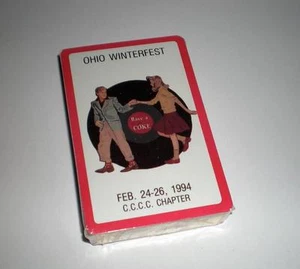 OHIO WINTERFEST
Have a
COKE
FEB. 24-26, 1994
C.C.C.C. CHAPTER